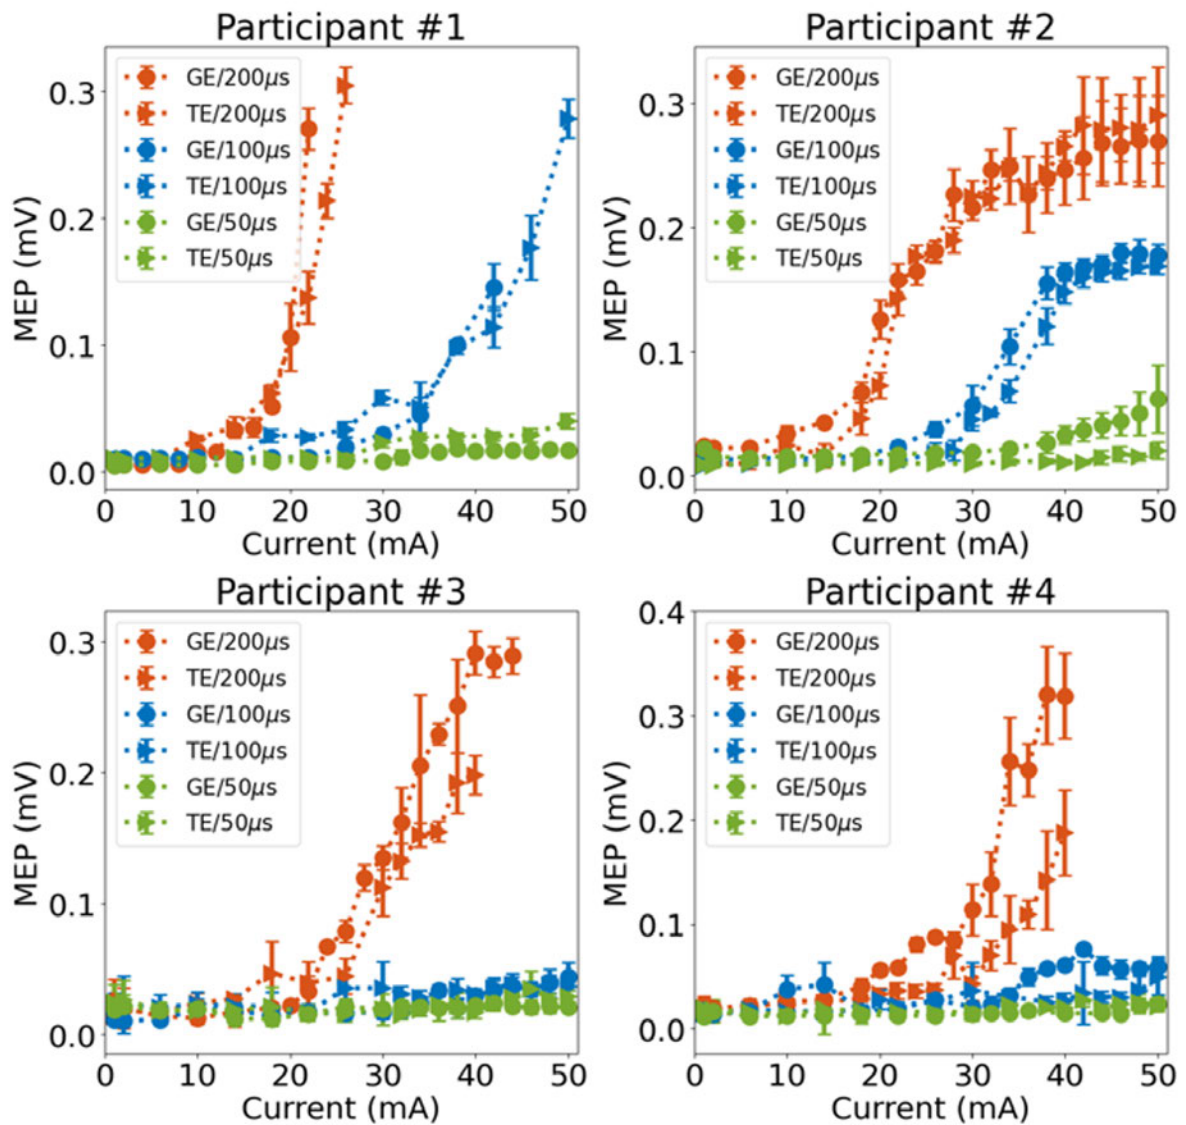 Participant #1
MEP (mV)
0.3
0.2
0.1
0.0
GE/200μs
TE/200μs
GE/100μs
TE/100μs
GE/50μs
TE/50μs
0 10 20 30 40 50
Current (mA)
Participant #2
MEP (mV)
0.3
0.2
0.1
0.0
GE/200μs
TE/200μs
GE/100μs
TE/100μs
GE/50μs
TE/50μs
0 10 20 30 40 50
Current (mA)
Participant #3
MEP (mV)
0.3
0.2
0.1
0.0
GE/200μs
TE/200μs
GE/100μs
TE/100μs
GE/50μs
TE/50μs
0 10 20 30 40 50
Current (mA)
Participant #4
MEP (mV)
0.4
0.3
0.2
0.1
0.0
GE/200μs
TE/200μs
GE/100μs
TE/100μs
GE/50μs
TE/50μs
0 10 20 30 40 50
Current (mA)